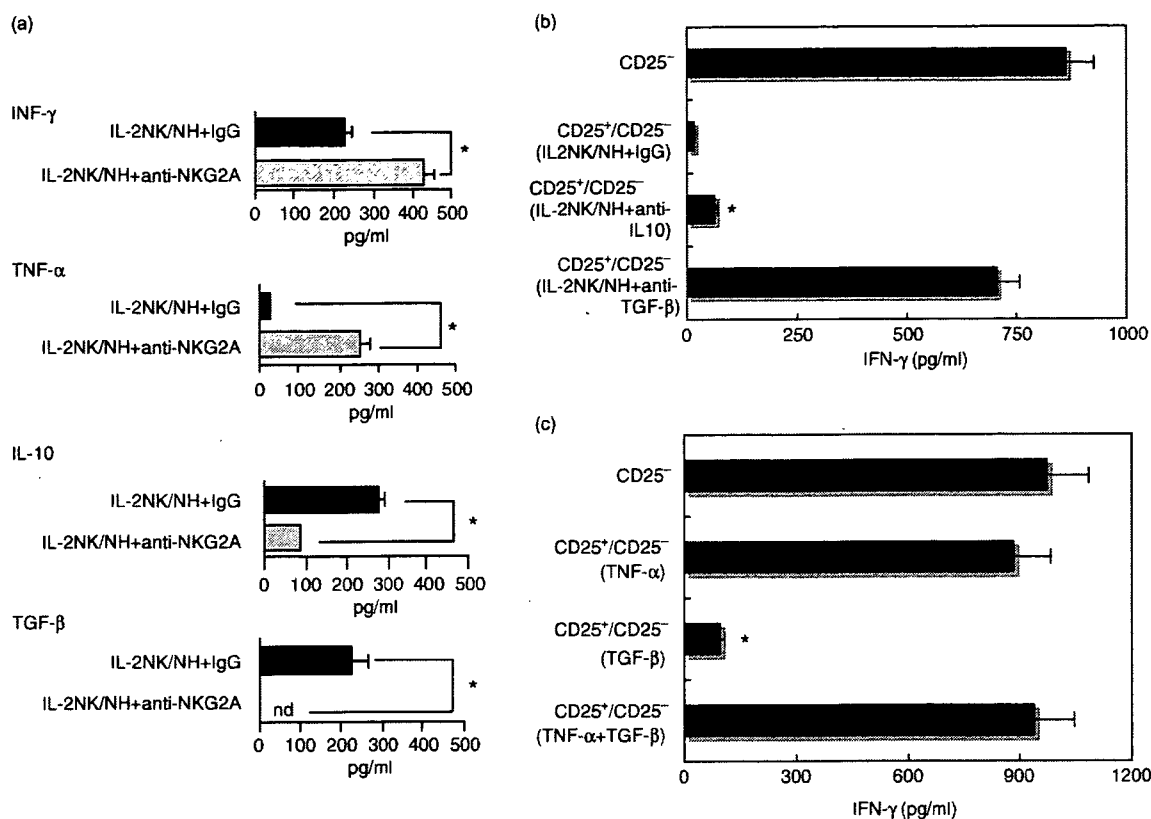 (a)
INF-γ
IL-2NK/NH+IgG
*
IL-2NK/NH+anti-NKG2A
0 100 200 300 400 500
pg/ml
TNF-α
IL-2NK/NH+IgG
*
IL-2NK/NH+anti-NKG2A
0 100 200 300 400 500
pg/ml
IL-10
IL-2NK/NH+IgG
*
IL-2NK/NH+anti-NKG2A
0 100 200 300 400 500
pg/ml
TGF-β
IL-2NK/NH+IgG
*
IL-2NK/NH+anti-NKG2A
nd
0 100 200 300 400 500
pg/ml
(b)
CD25⁻
CD25⁺/CD25⁻
(IL2NK/NH+IgG)
CD25⁺/CD25⁻
(IL-2NK/NH+anti-
IL10)
*
CD25⁺/CD25⁻
(IL-2NK/NH+anti-
TGF-β)
0 250 500 750 1000
IFN-γ (pg/ml)
(c)
CD25⁻
CD25⁺/CD25⁻
(TNF-α)
CD25⁺/CD25⁻
(TGF-β)
*
CD25⁺/CD25⁻
(TNF-α+TGF-β)
0 300 600 900 1200
IFN-γ (pg/ml)